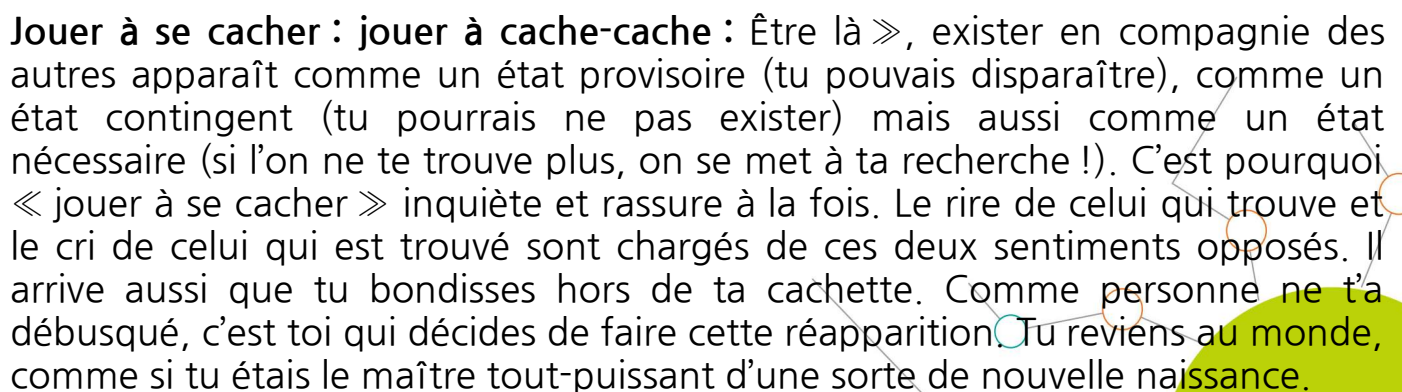 Jouer à se cacher : jouer à cache-cache : Être là ≫, exister en compagnie des
autres apparaît comme un état provisoire (tu pouvais disparaître), comme un
état contingent (tu pourrais ne pas exister) mais aussi comme un état
nécessaire (si l’on ne te trouve plus, on se met à ta recherche !). C’est pourquoi
≪ jouer à se cacher ≫ inquiète et rassure à la fois. Le rire de celui qui trouve et
le cri de celui qui est trouvé sont chargés de ces deux sentiments opposés. Il
arrive aussi que tu bondisses hors de ta cachette. Comme personne ne t’a
débusqué, c’est toi qui décides de faire cette réapparition. Tu reviens au monde,
comme si tu étais le maître tout-puissant d’une sorte de nouvelle naissance.